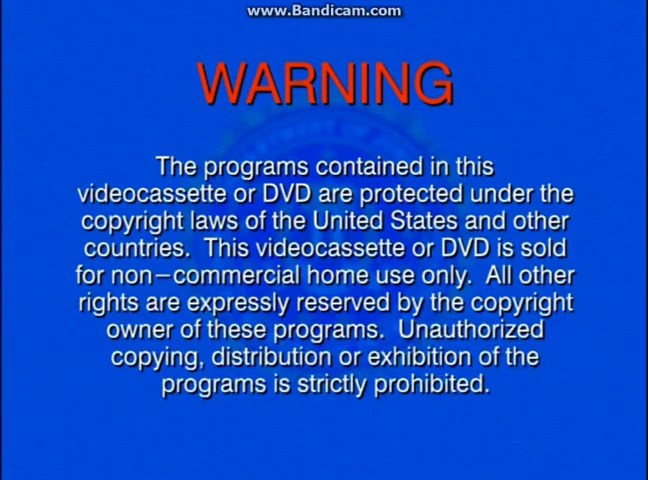 www.Bandicam.com
WARNING
The programs contained in this
videocassette or DVD are protected under the
copyright laws of the United States and other
countries.  This videocassette or DVD is sold
for non–commercial home use only.  All other
rights are expressly reserved by the copyright
owner of these programs.  Unauthorized
copying, distribution or exhibition of the
programs is strictly prohibited.